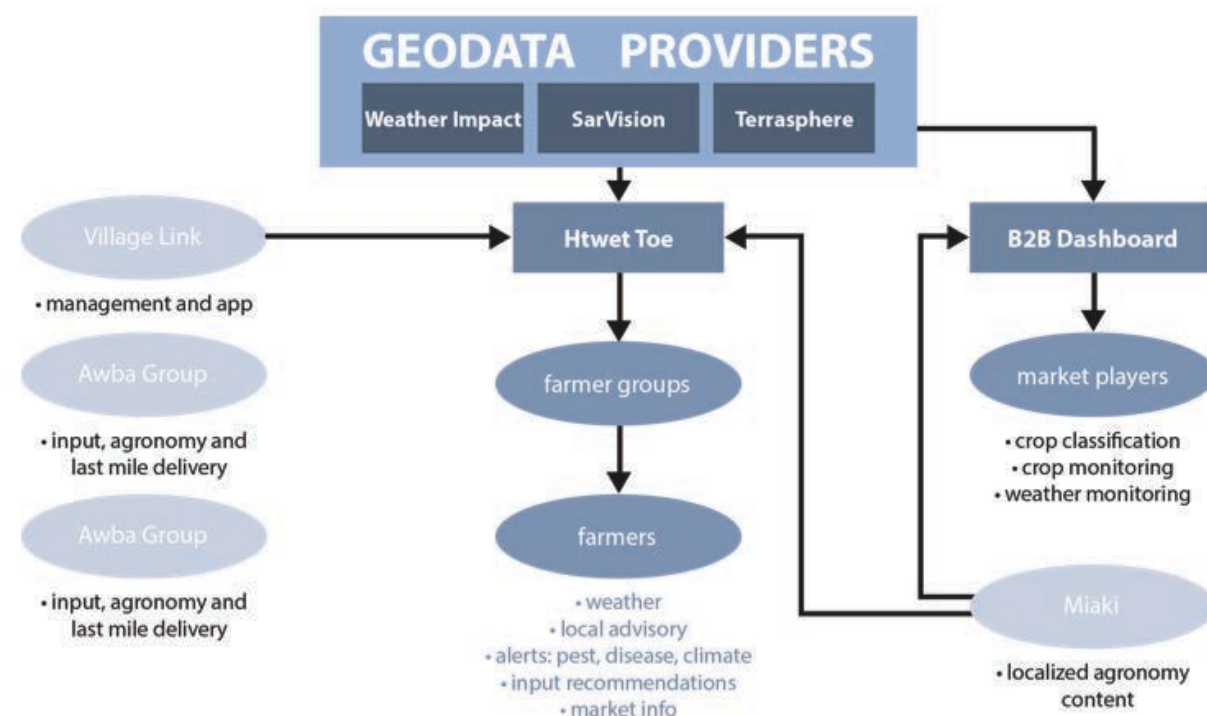 GEODATA PROVIDERS
Weather Impact
SarVision
Terrasphere
Village Link
• management and app
Awba Group
• input, agronomy and
last mile delivery
Awba Group
• input, agronomy and
last mile delivery
Htwet Toe
farmer groups
farmers
• weather
• local advisory
• alerts: pest, disease, climate
• input recommendations
• market info
B2B Dashboard
market players
• crop classification
• crop monitoring
• weather monitoring
Miaki
• localized agronomy
content